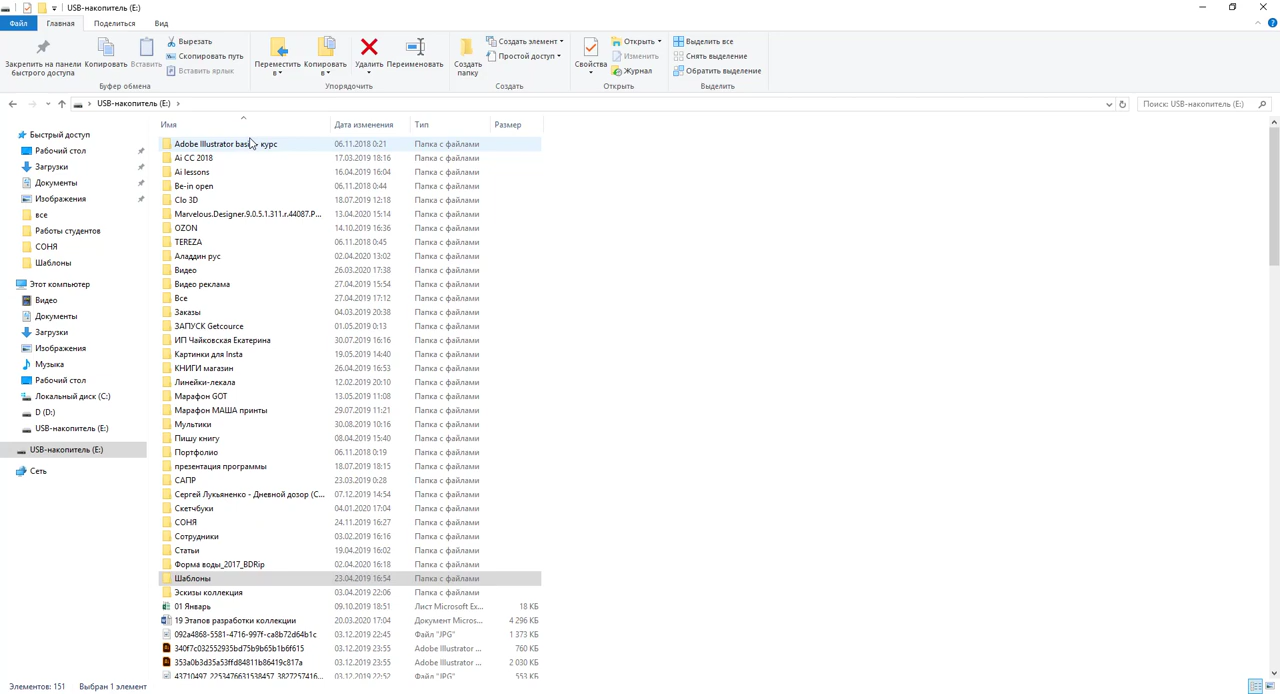 USB-накопитель (E:)
Файл Главная Поделиться Вид
Закрепить на панели быстрого доступа
Копировать
Вставить
Вырезать
Скопировать путь
Вставить ярлык
Буфер обмена
Переместить в
Копировать в
Удалить
Переименовать
Упорядочить
Создать папку
Создать элемент
Простой доступ
Создать
Свойства
Открыть
Изменить
Журнал
Открыть
Выделить все
Снять выделение
Обратить выделение
Выделить
USB-накопитель (E:)
Поиск: USB-накопитель (E:)
Быстрый доступ
Рабочий стол
Загрузки
Документы
Изображения
все
Работы студентов
СОНЯ
Шаблоны
Этот компьютер
Видео
Документы
Загрузки
Изображения
Музыка
Рабочий стол
Локальный диск (C:)
D (D:)
USB-накопитель (E:)
USB-накопитель (E:)
Сеть
Имя Дата изменения Тип Размер
Adobe Illustrator курс 06.11.2018 0:21 Папка с файлами
Ai CC 2018 17.03.2019 18:16 Папка с файлами
Ai lessons 16.04.2019 16:04 Папка с файлами
Be-in open 06.11.2018 0:44 Папка с файлами
Clo 3D 18.07.2019 12:18 Папка с файлами
Marvelous.Designer.9.0.5.1.311.r.44087.P... 13.04.2020 15:14 Папка с файлами
OZON 14.10.2019 16:36 Папка с файлами
TEREZA 06.11.2018 0:45 Папка с файлами
Аладдин рус 02.04.2020 13:02 Папка с файлами
Видео 26.03.2020 17:38 Папка с файлами
Видео реклама 27.04.2019 15:54 Папка с файлами
Все 27.04.2019 17:12 Папка с файлами
Заказы 04.03.2019 20:38 Папка с файлами
ЗАПУСК Getcource 01.05.2019 0:13 Папка с файлами
ИП Чайковская Екатерина 30.07.2019 16:16 Папка с файлами
Картинки для Insta 19.05.2019 14:40 Папка с файлами
КНИГИ магазин 26.04.2019 16:53 Папка с файлами
Линейки-лекала 12.02.2019 20:10 Папка с файлами
Марафон GOT 13.05.2019 11:08 Папка с файлами
Марафон МАША принты 29.07.2019 11:21 Папка с файлами
Мультики 30.08.2019 10:16 Папка с файлами
Пишу книгу 08.04.2019 15:40 Папка с файлами
Портфолио 06.11.2018 0:19 Папка с файлами
презентация программы 18.07.2019 18:15 Папка с файлами
САПР 23.03.2019 0:28 Папка с файлами
Сергей Лукьяненко - Дневной дозор (С... 07.12.2019 14:54 Папка с файлами
Скетчбуки 04.01.2020 17:04 Папка с файлами
СОНЯ 24.11.2019 16:27 Папка с файлами
Сотрудники 03.02.2019 16:16 Папка с файлами
Статьи 19.04.2019 16:02 Папка с файлами
Форма воды_2017_BDRip 02.04.2020 16:18 Папка с файлами
Шаблоны 23.04.2019 16:54 Папка с файлами
Эскизы коллекция 03.04.2019 22:06 Папка с файлами
01 Январь 09.10.2019 18:51 Лист Microsoft Ex... 18 КБ
19 Этапов разработки коллекции 20.03.2020 17:04 Документ Micros... 4 296 КБ
092a4868-5581-4716-997f-ca8b72d64b1c 03.12.2019 22:45 Файл "JPG" 1 373 КБ
340f7c032552935bd75b9b65b1b6f615 03.12.2019 23:55 Adobe Illustrator ... 760 КБ
353a0b3d35a53ffd84811b86419c817a 03.12.2019 23:55 Adobe Illustrator ... 2 030 КБ
43710497_2253476631538457_3827257416... 03.12.2019 22:52 Файл "JPG" 553 КБ
Элементов: 151 Выбран 1 элемент